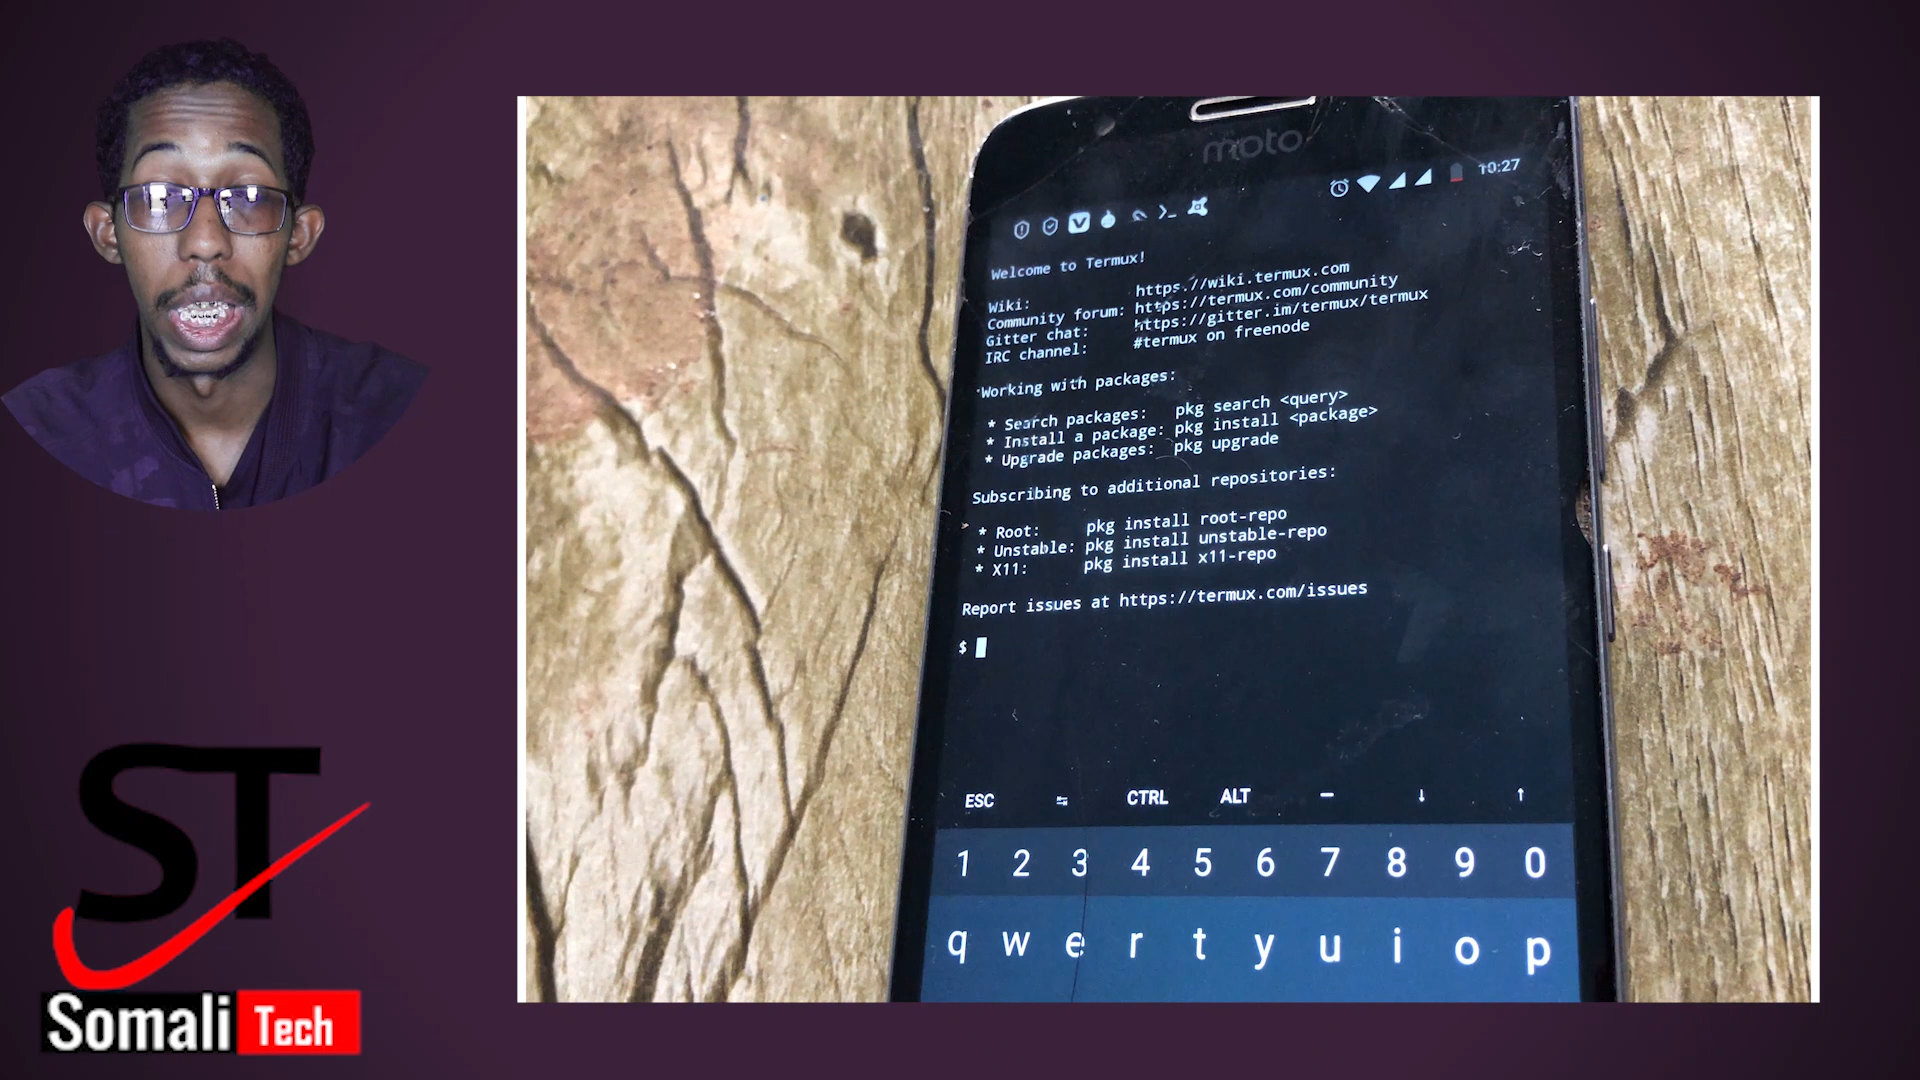 moto
10:27
Welcome to Termux!
Wiki: https://wiki.termux.com
Community forum: https://termux.com/community
Gitter chat: https://gitter.im/termux/termux
IRC channel: #termux on freenode
Working with packages:
* Search packages: pkg search <query>
* Install a package: pkg install <package>
* Upgrade packages: pkg upgrade
Subscribing to additional repositories:
* Root: pkg install root-repo
* Unstable: pkg install unstable-repo
* X11: pkg install x11-repo
Report issues at https://termux.com/issues
$
ESC CTRL ALT — ↓ ↑
1 2 3 4 5 6 7 8 9 0
q w e r t y u i o p
ST
Somali Tech